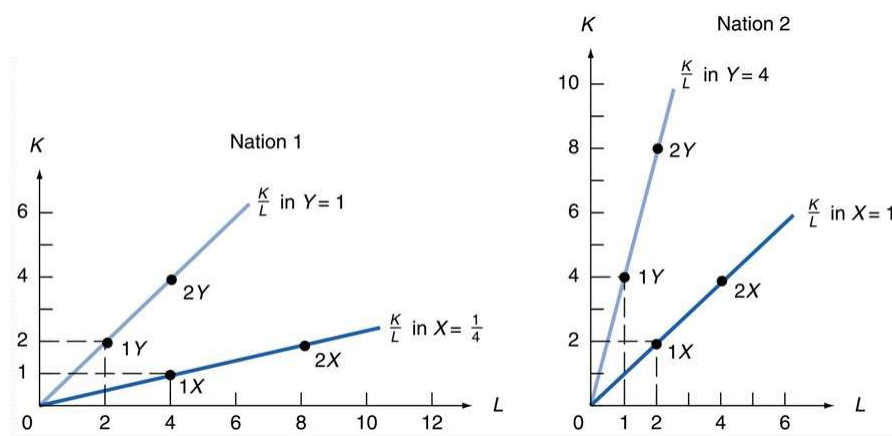 Nation 1
K
6
4
2
1
0
2
4
6
8
10
12
L
K/L in Y = 1
2Y
1Y
K/L in X = 1/4
2X
1X
Nation 2
K
10
8
6
4
2
0
1
2
4
6
L
K/L in Y = 4
2Y
1Y
K/L in X = 1
2X
1X